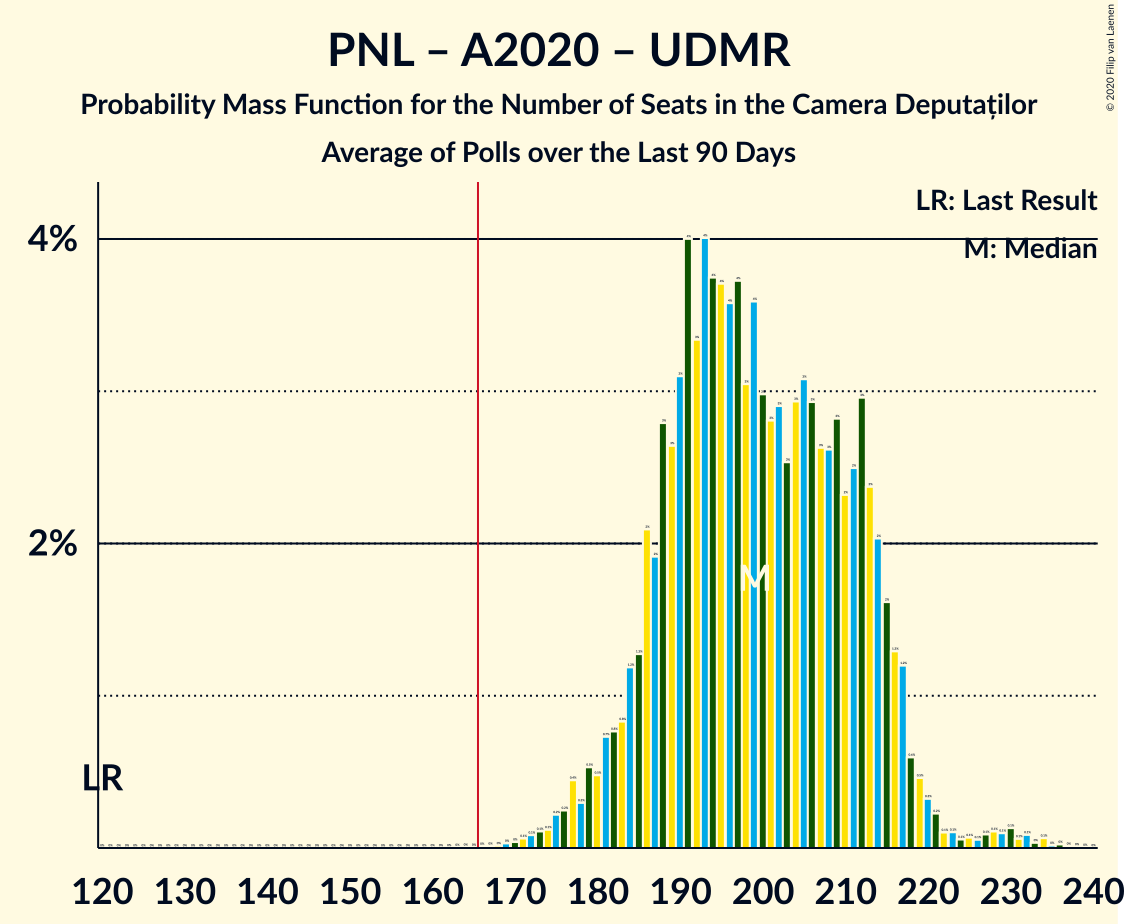 PNL – A2020 – UDMR
Probability Mass Function for the Number of Seats in the Camera Deputaților
Average of Polls over the Last 90 Days
© 2020 Filip van Laenen
LR: Last Result
M: Median
4%
2%
M
LR
120 130 140 150 160 170 180 190 200 210 220 230 240